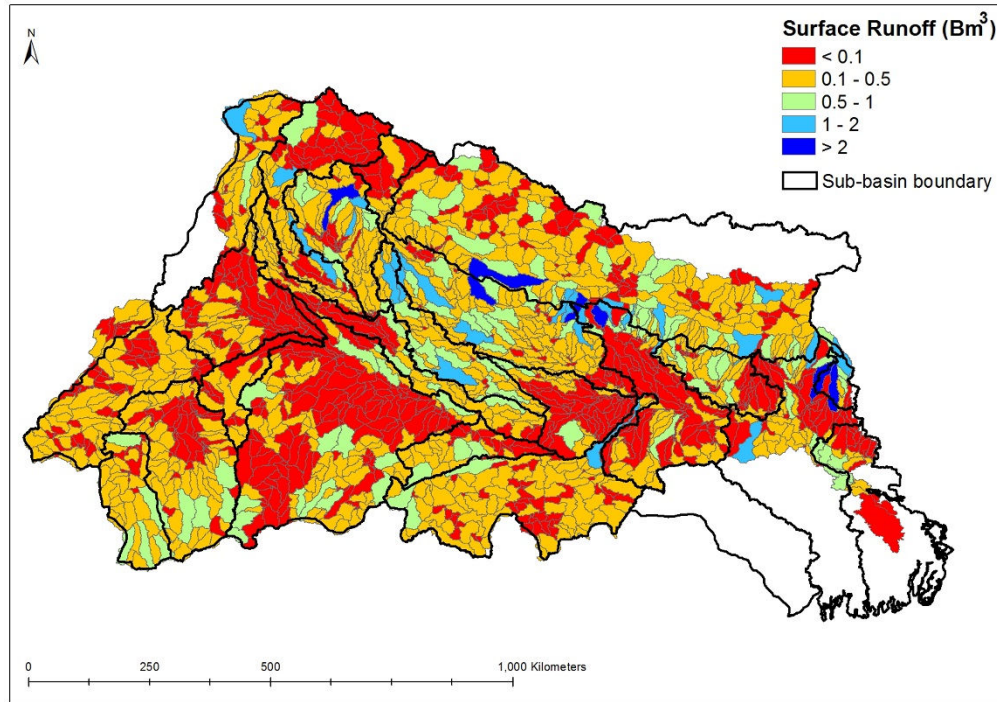 N
Surface Runoff (Bm³)
< 0.1
0.1 - 0.5
0.5 - 1
1 - 2
> 2
Sub-basin boundary
0 250 500 1,000 Kilometers